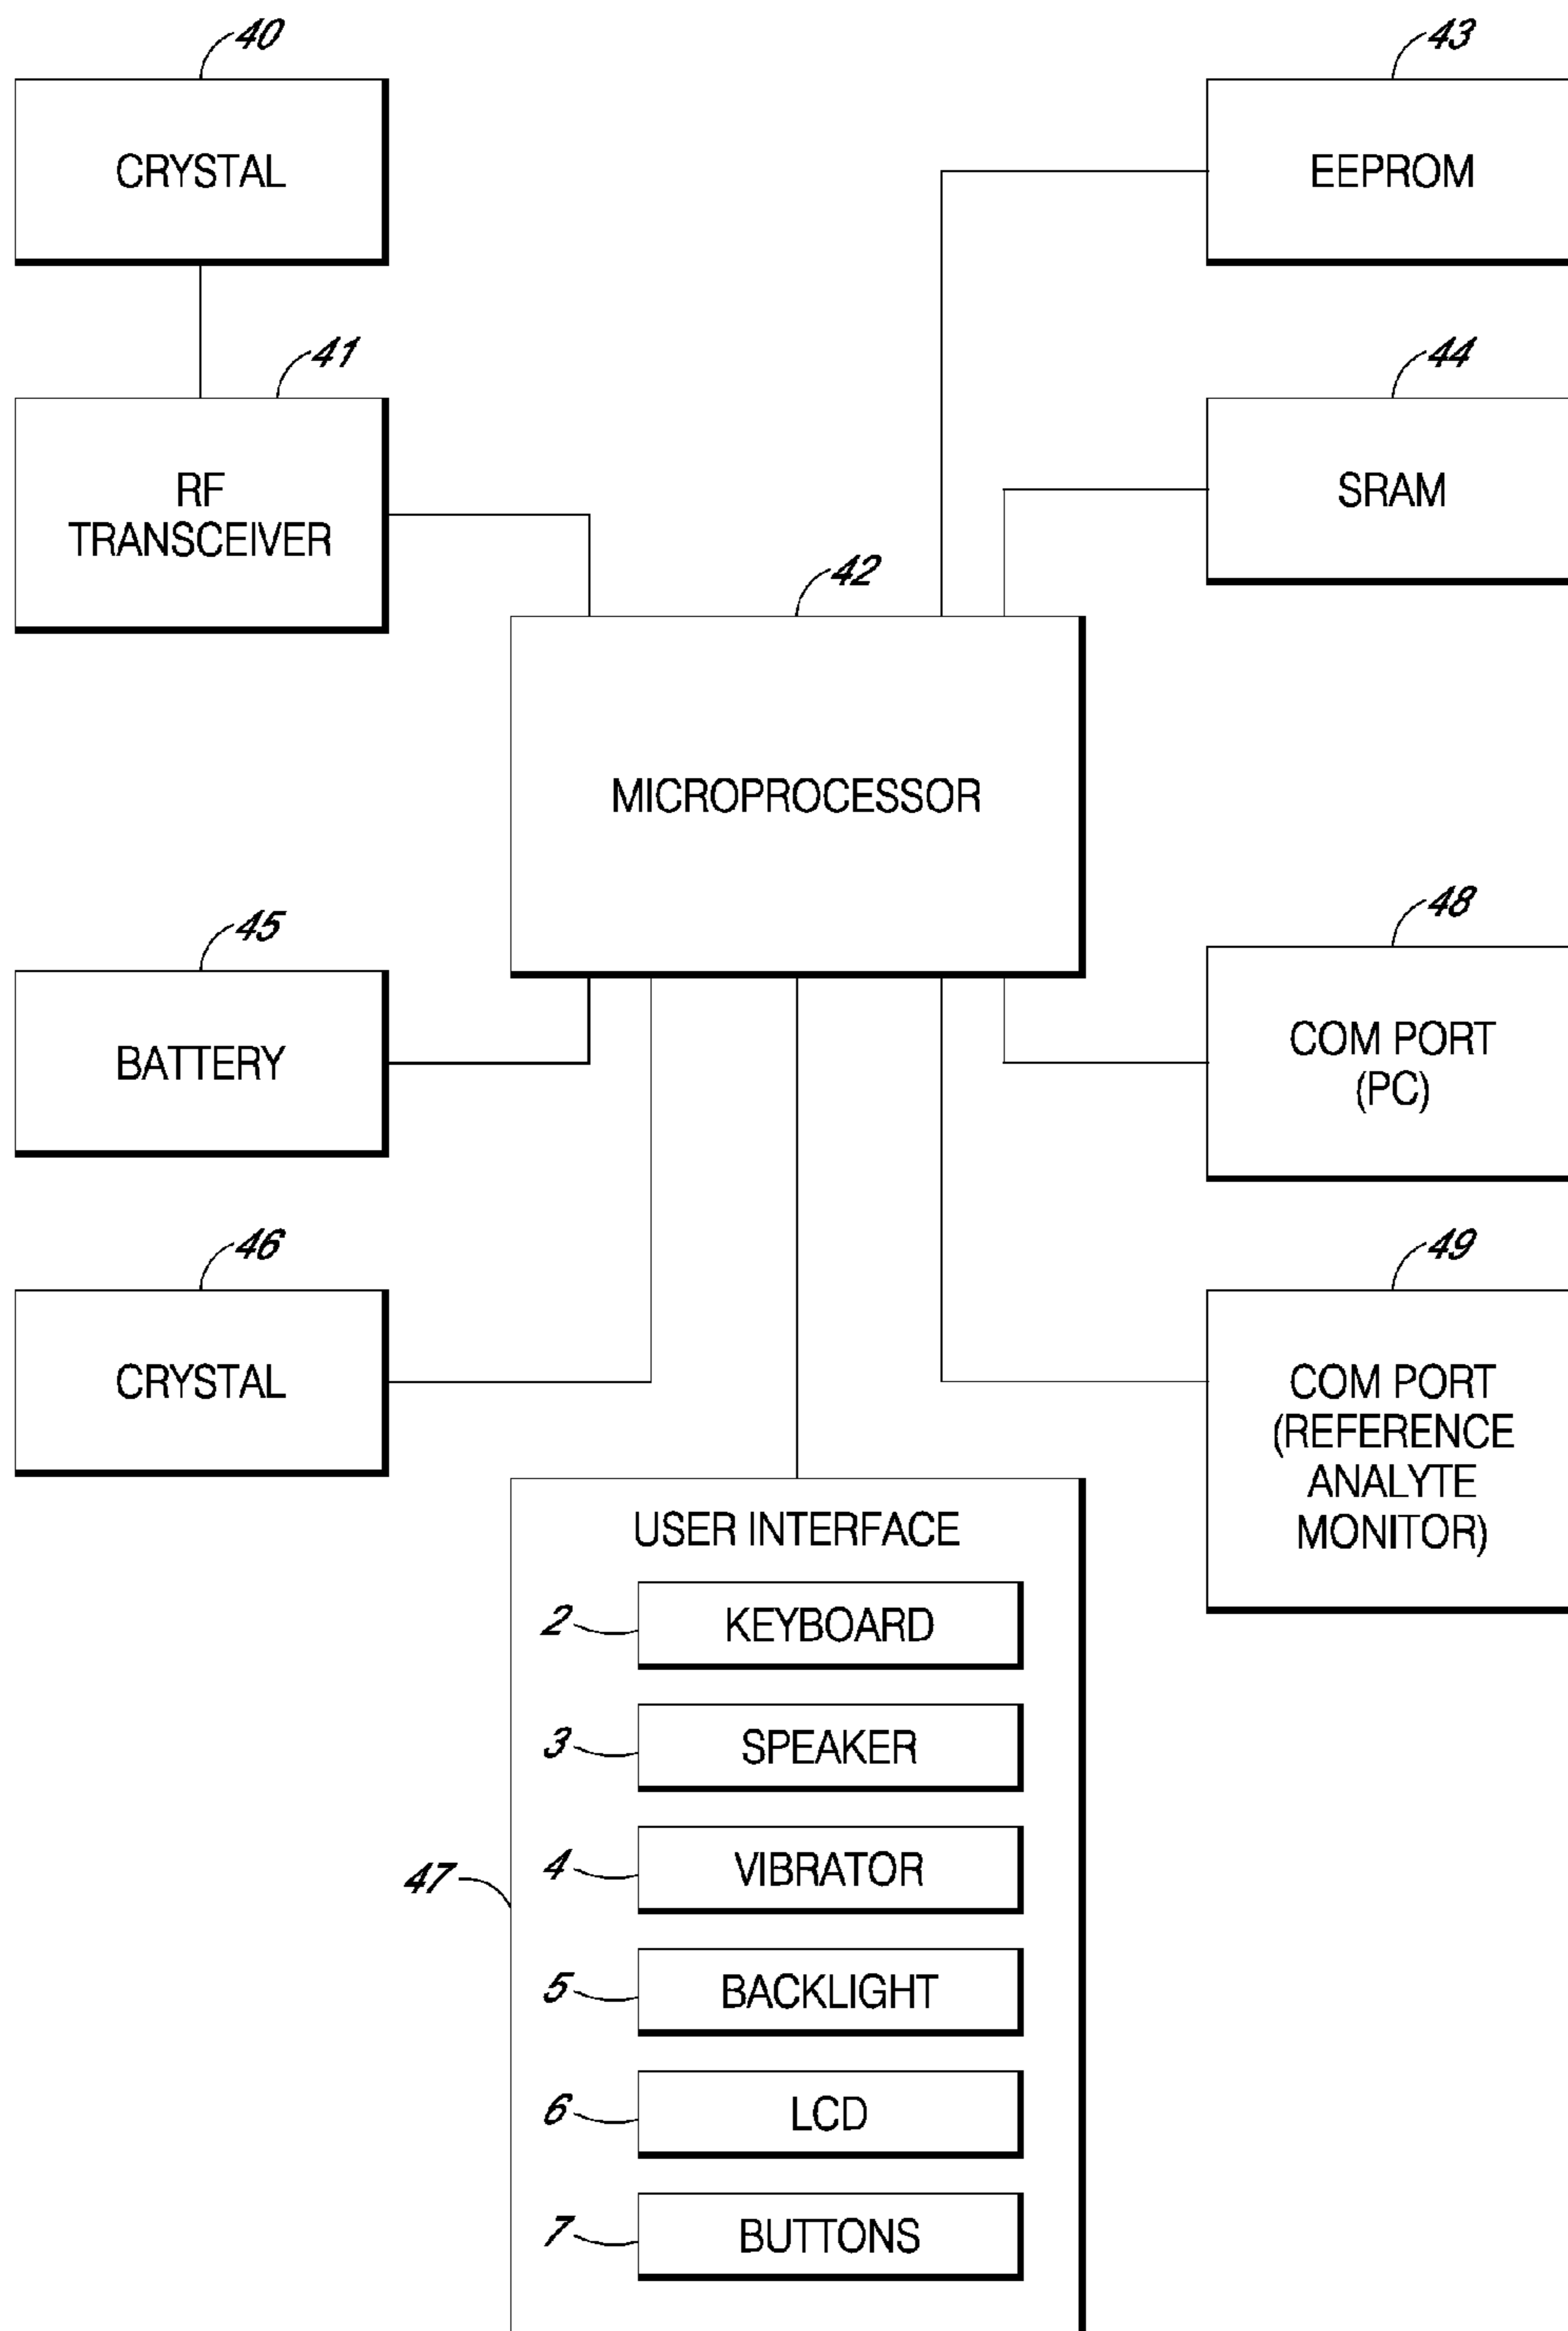 40
CRYSTAL
43
EEPROM
41
RF
TRANSCEIVER
44
SRAM
42
MICROPROCESSOR
45
BATTERY
48
COM PORT
(PC)
46
CRYSTAL
49
COM PORT
(REFERENCE
ANALYTE
MONITOR)
47
USER INTERFACE
2
KEYBOARD
3
SPEAKER
4
VIBRATOR
5
BACKLIGHT
6
LCD
7
BUTTONS